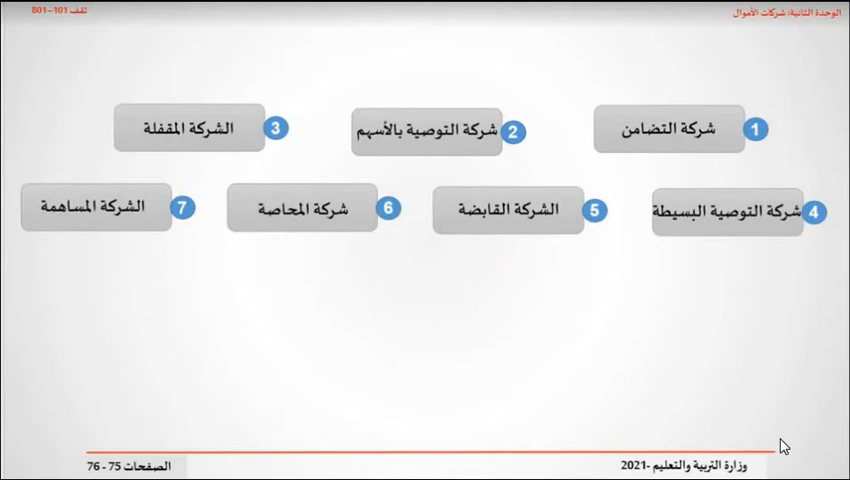 الوحدة الثانية: شركات الأموال
ثقف 101–801
1 شركة التضامن
2 شركة التوصية بالأسهم
3 الشركة المقفلة
4 شركة التوصية البسيطة
5 الشركة القابضة
6 شركة المحاصة
7 الشركة المساهمة
وزارة التربية والتعليم -2021
الصفحات 75 - 76